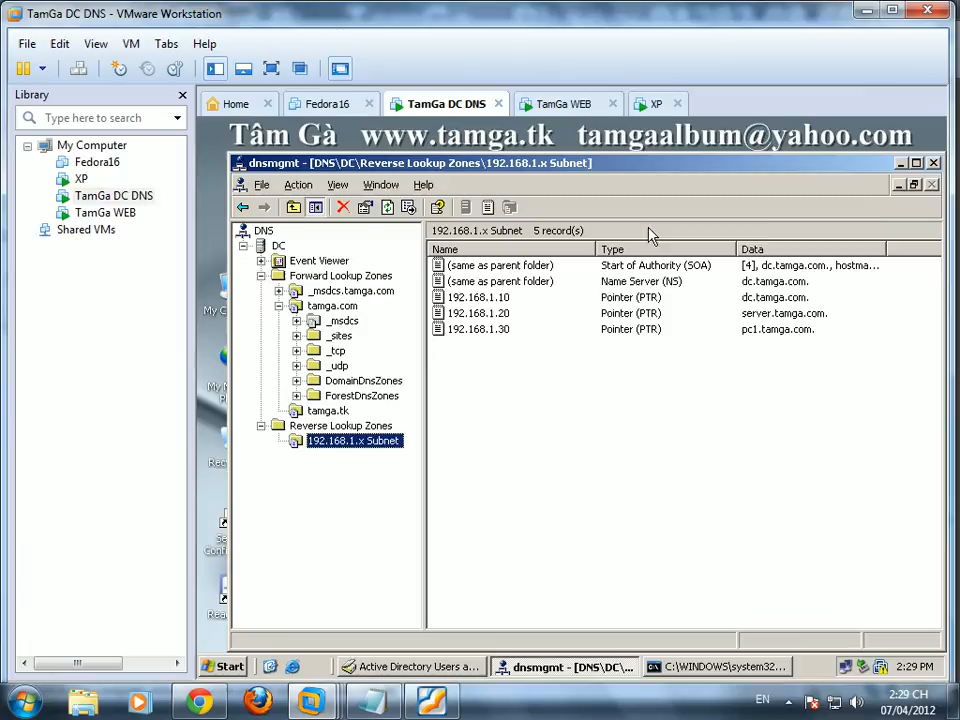 TamGa DC DNS - VMware Workstation
File Edit View VM Tabs Help
Library
Type here to search
My Computer
Fedora16
XP
TamGa DC DNS
TamGa WEB
Shared VMs
Home Fedora16 TamGa DC DNS TamGa WEB XP
Tâm Gà www.tamga.tk tamgaalbum@yahoo.com
dnsmgmt - [DNS\DC\Reverse Lookup Zones\192.168.1.x Subnet]
File Action View Window Help
DNS
DC
Event Viewer
Forward Lookup Zones
_msdcs.tamga.com
tamga.com
_msdcs
_sites
_tcp
_udp
DomainDnsZones
ForestDnsZones
tamga.tk
Reverse Lookup Zones
192.168.1.x Subnet
192.168.1.x Subnet 5 record(s)
Name Type Data
(same as parent folder) Start of Authority (SOA) [4], dc.tamga.com., hostma...
(same as parent folder) Name Server (NS) dc.tamga.com.
192.168.1.10 Pointer (PTR) dc.tamga.com.
192.168.1.20 Pointer (PTR) server.tamga.com.
192.168.1.30 Pointer (PTR) pc1.tamga.com.
Start Active Directory Users a... dnsmgmt - [DNS\DC\... C:\WINDOWS\system32... 2:29 PM
EN 2:29 CH
07/04/2012